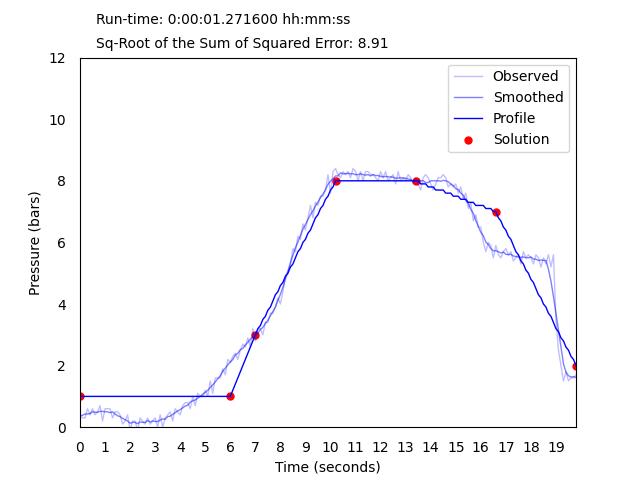 Run-time: 0:00:01.271600 hh:mm:ss
Sq-Root of the Sum of Squared Error: 8.91
12
10
8
6
4
2
0
Pressure (bars)
Observed
Smoothed
Profile
Solution
0 1 2 3 4 5 6 7 8 9 10 11 12 13 14 15 16 17 18 19
Time (seconds)